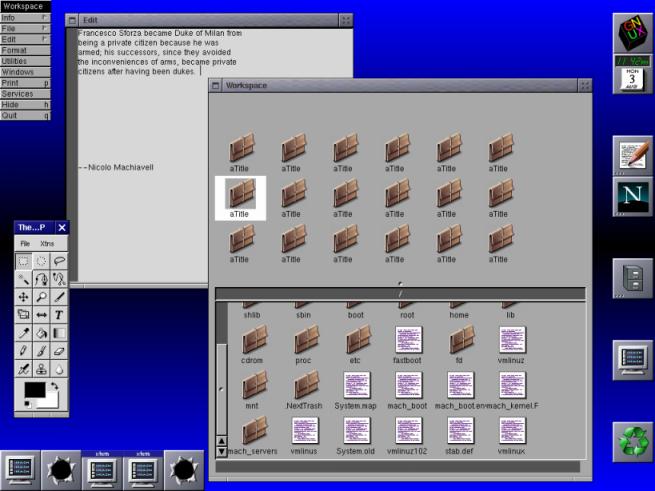 Workspace
Info
File
Edit
Format
Utilities
Windows
Print p
Services
Hide h
Quit q
Edit
Francesco Sforza became Duke of Milan from
being a private citizen because he was
armed; his successors, since they avoided
the inconveniences of arms, became private
citizens after having been dukes.
--Nicolo Machiavell
Workspace
aTitle aTitle aTitle aTitle aTitle aTitle
aTitle aTitle aTitle aTitle aTitle aTitle
aTitle aTitle aTitle aTitle aTitle aTitle
/
shlib sbin boot root home lib
cdrom proc etc fastboot fd vmlinuz
mnt .NextTrash System.map mach_boot mach_boot.env mach_kernel.F
mach_servers vmlinus System.old vmlinuz102 stab.def vmlinux
The...P X
File Xtns
T
GNUX
11:42
MON
3
AUG
N
xterm xterm